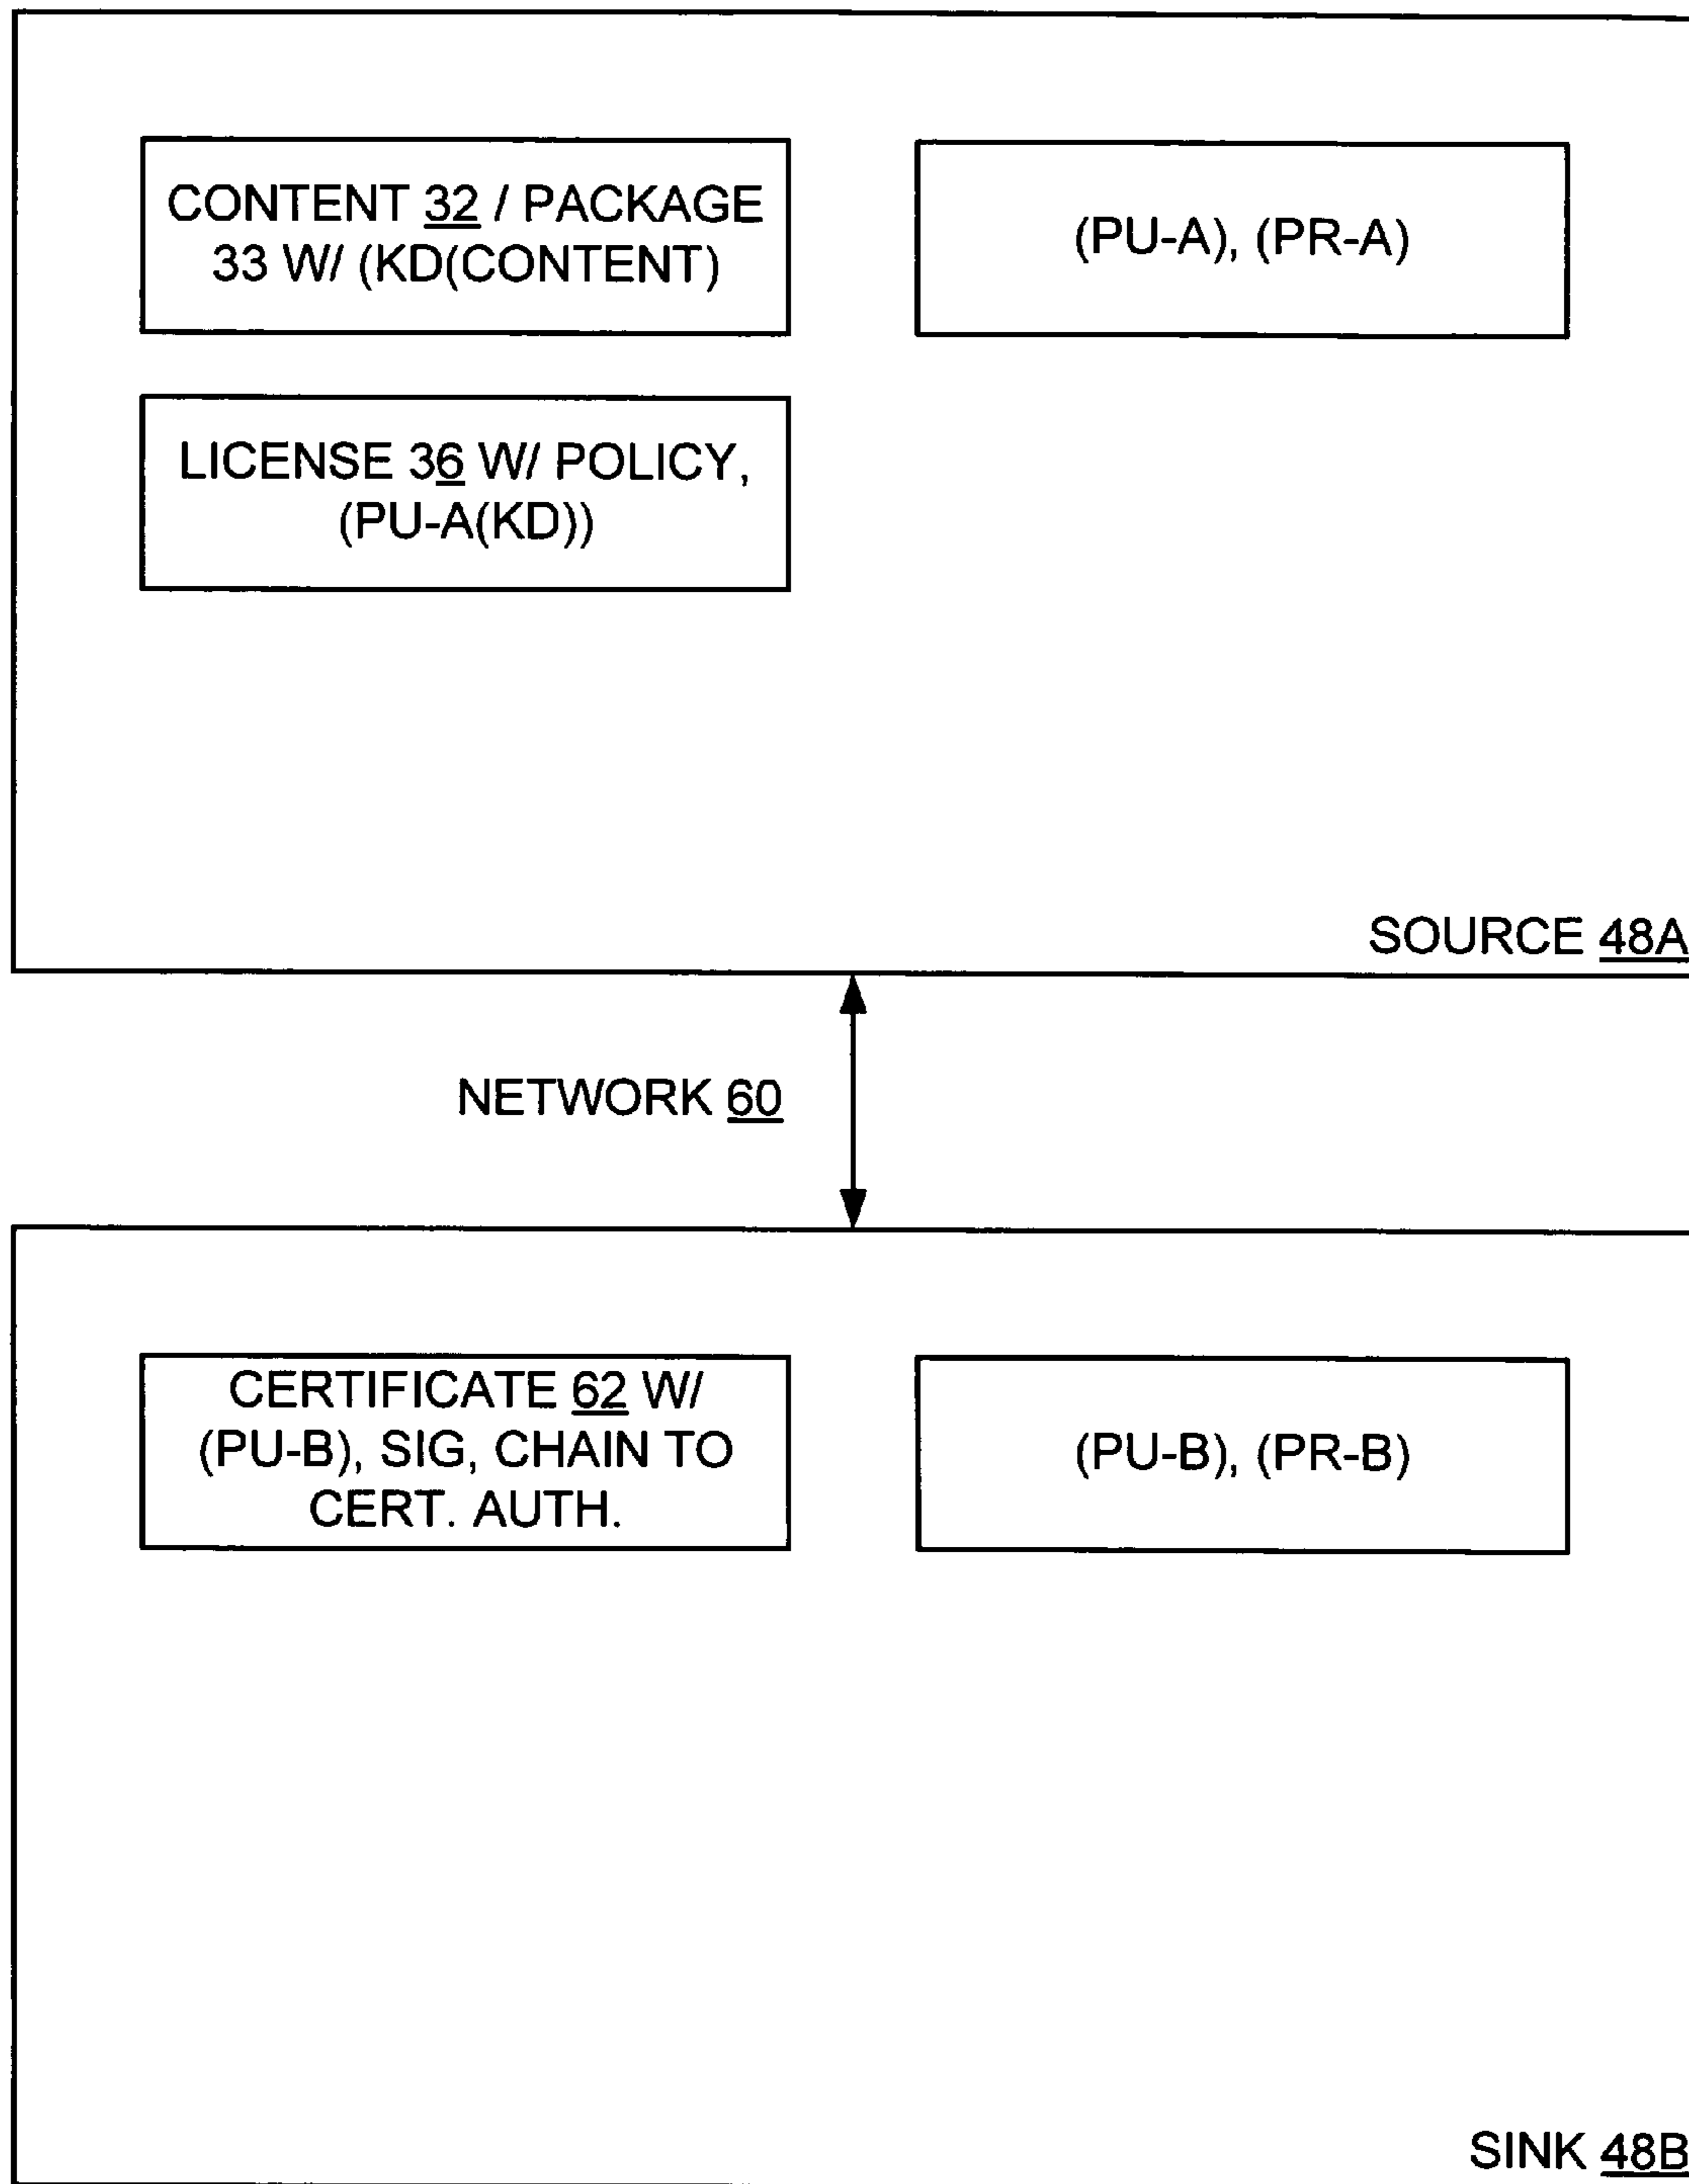 CONTENT 32 / PACKAGE
33 W/ (KD(CONTENT)
(PU-A), (PR-A)
LICENSE 36 W/ POLICY,
(PU-A(KD))
SOURCE 48A
NETWORK 60
CERTIFICATE 62 W/
(PU-B), SIG, CHAIN TO
CERT. AUTH.
(PU-B), (PR-B)
SINK 48B